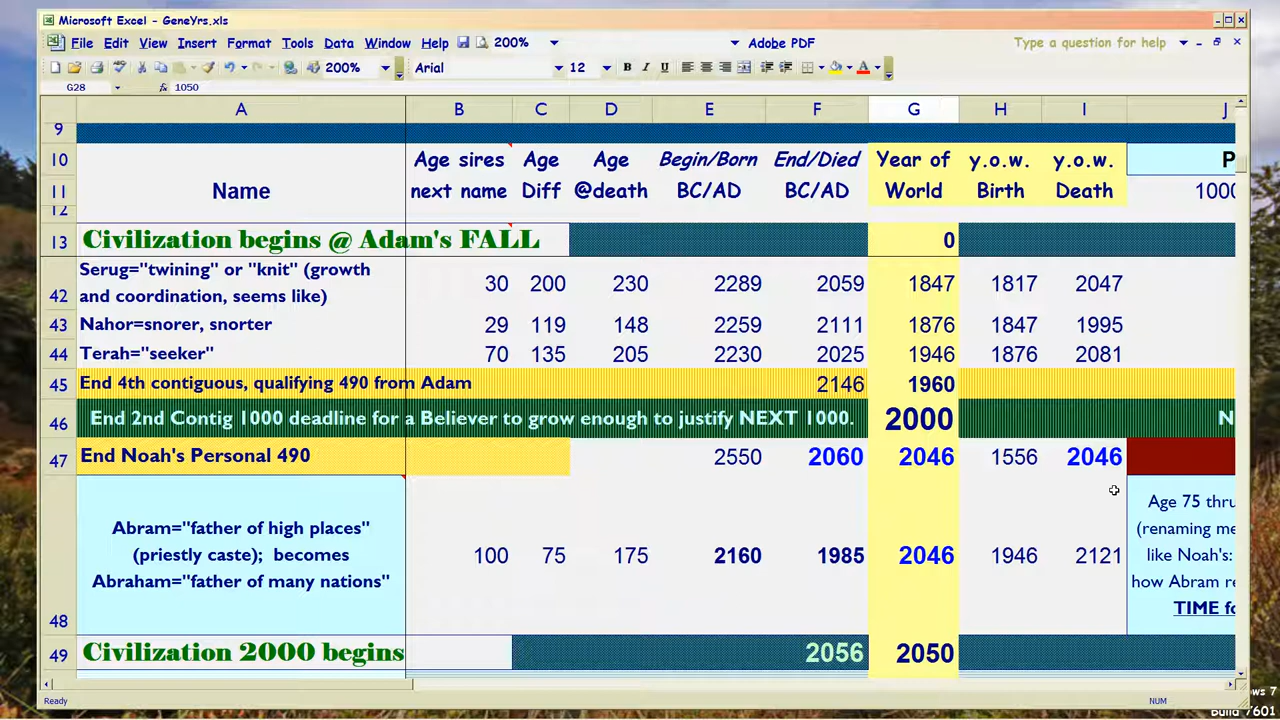 Microsoft Excel - GeneYrs.xls
File Edit View Insert Format Tools Data Window Help 200% Adobe PDF Type a question for help
200% Arial 12 B I U
G28 fx 1050
A B C D E F G H I J
9
10 Age sires Age Age Begin/Born End/Died Year of y.o.w. y.o.w. P
11 Name next name Diff @death BC/AD BC/AD World Birth Death 1000
12
13 Civilization begins @ Adam's FALL 0
Serug="twining" or "knit" (growth
42 and coordination, seems like) 30 200 230 2289 2059 1847 1817 2047
43 Nahor=snorer, snorter 29 119 148 2259 2111 1876 1847 1995
44 Terah="seeker" 70 135 205 2230 2025 1946 1876 2081
45 End 4th contiguous, qualifying 490 from Adam 2146 1960
46 End 2nd Contig 1000 deadline for a Believer to grow enough to justify NEXT 1000. 2000 N
47 End Noah's Personal 490 2550 2060 2046 1556 2046
Age 75 thru
Abram="father of high places" (renaming me
(priestly caste); becomes 100 75 175 2160 1985 2046 1946 2121 like Noah's:
Abraham="father of many nations" how Abram re
48 TIME fo
49 Civilization 2000 begins 2056 2050
Ready NUM
ows 7
Build 7601